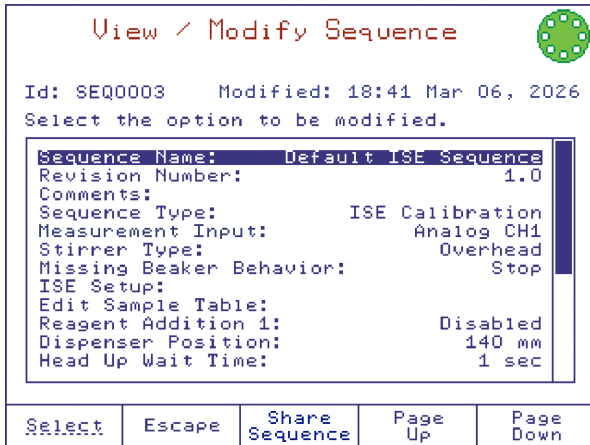 View / Modify Sequence
Id: SEQ0003 Modified: 18:41 Mar 06, 2026
Select the option to be modified.
Sequence Name: Default ISE Sequence
Revision Number: 1.0
Comments:
Sequence Type: ISE Calibration
Measurement Input: Analog CH1
Stirrer Type: Overhead
Missing Beaker Behavior: Stop
ISE Setup:
Edit Sample Table:
Reagent Addition 1: Disabled
Dispenser Position: 140 mm
Head Up Wait Time: 1 sec
Select Escape Share Sequence Page Up Page Down